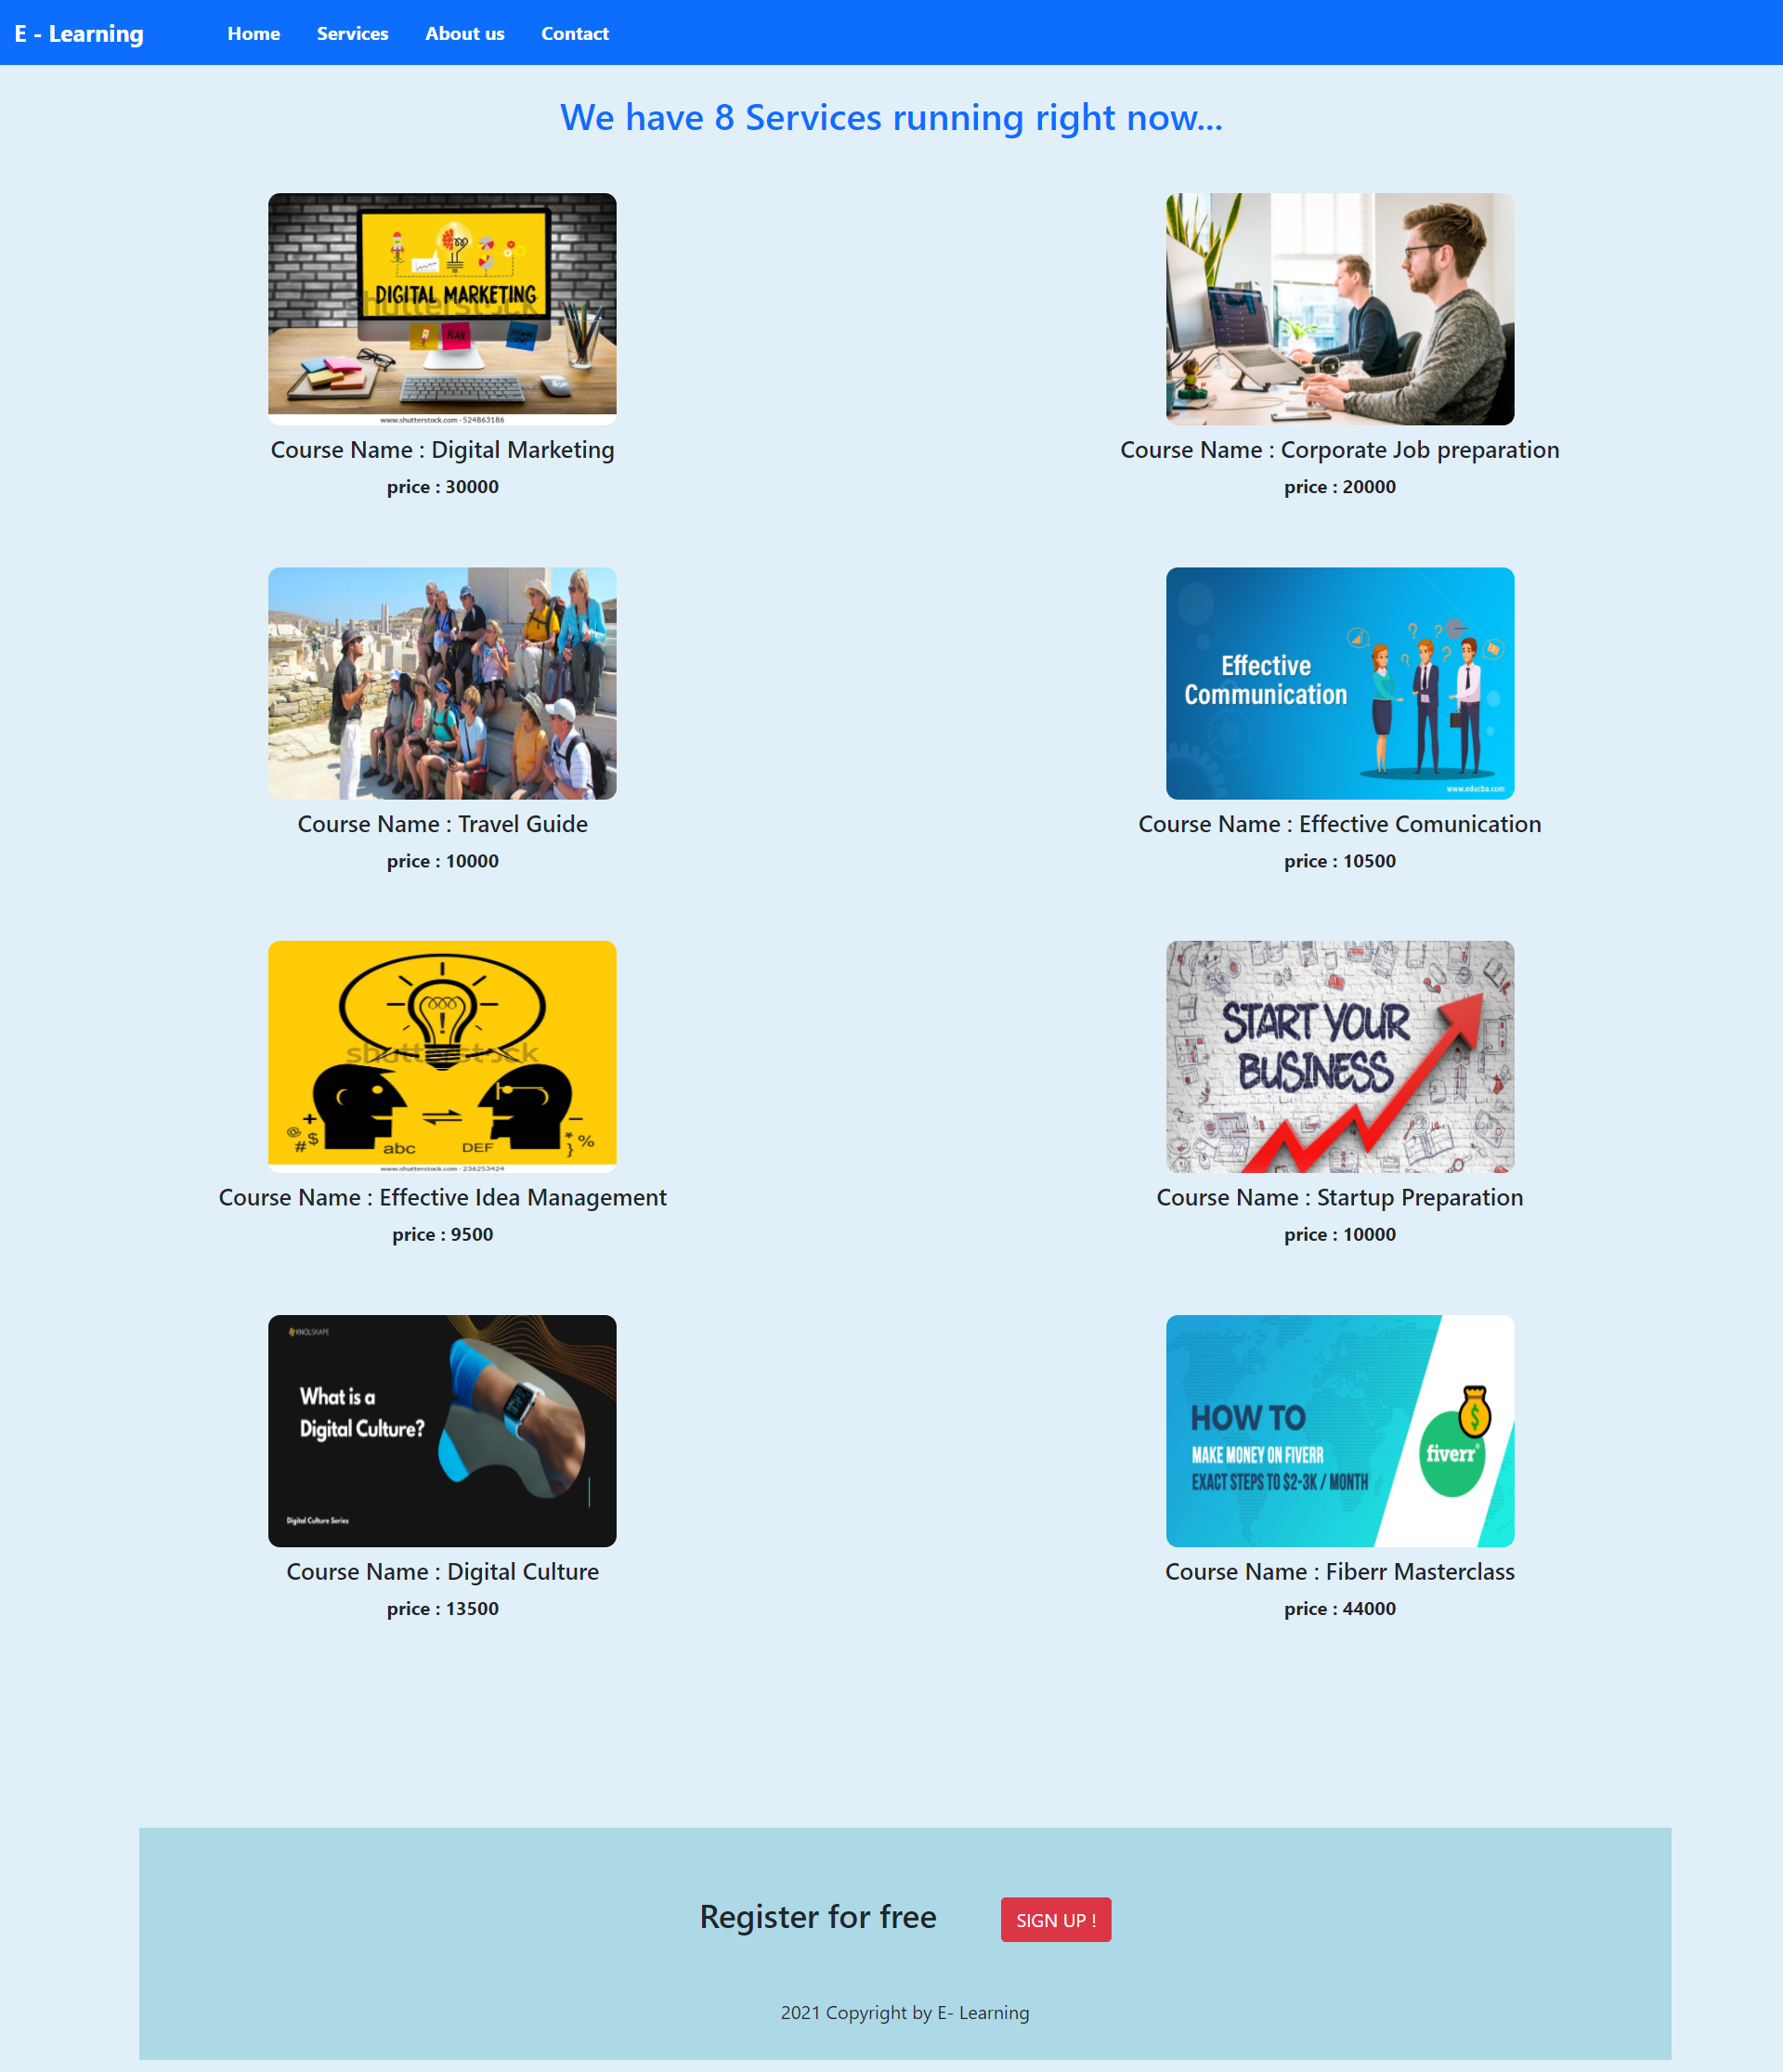 E - Learning
Home
Services
About us
Contact
We have 8 Services running right now...
DIGITAL MARKETING
shutterstock
PLAN
www.shutterstock.com · 524863186
Course Name : Digital Marketing
price : 30000
Course Name : Corporate Job preparation
price : 20000
Course Name : Travel Guide
price : 10000
Effective
Communication
www.educba.com
Course Name : Effective Comunication
price : 10500
shutterstock
@ + #$
abc
DEF
* } %
www.shutterstock.com · 236253424
Course Name : Effective Idea Management
price : 9500
START YOUR
BUSINESS
Course Name : Startup Preparation
price : 10000
KNOLSKAPE
What is a
Digital Culture?
Digital Culture Series
Course Name : Digital Culture
price : 13500
HOW TO
MAKE MONEY ON FIVERR
EXACT STEPS TO $2-3K / MONTH
$
fiverr®
Course Name : Fiberr Masterclass
price : 44000
Register for free
SIGN UP !
2021 Copyright by E- Learning